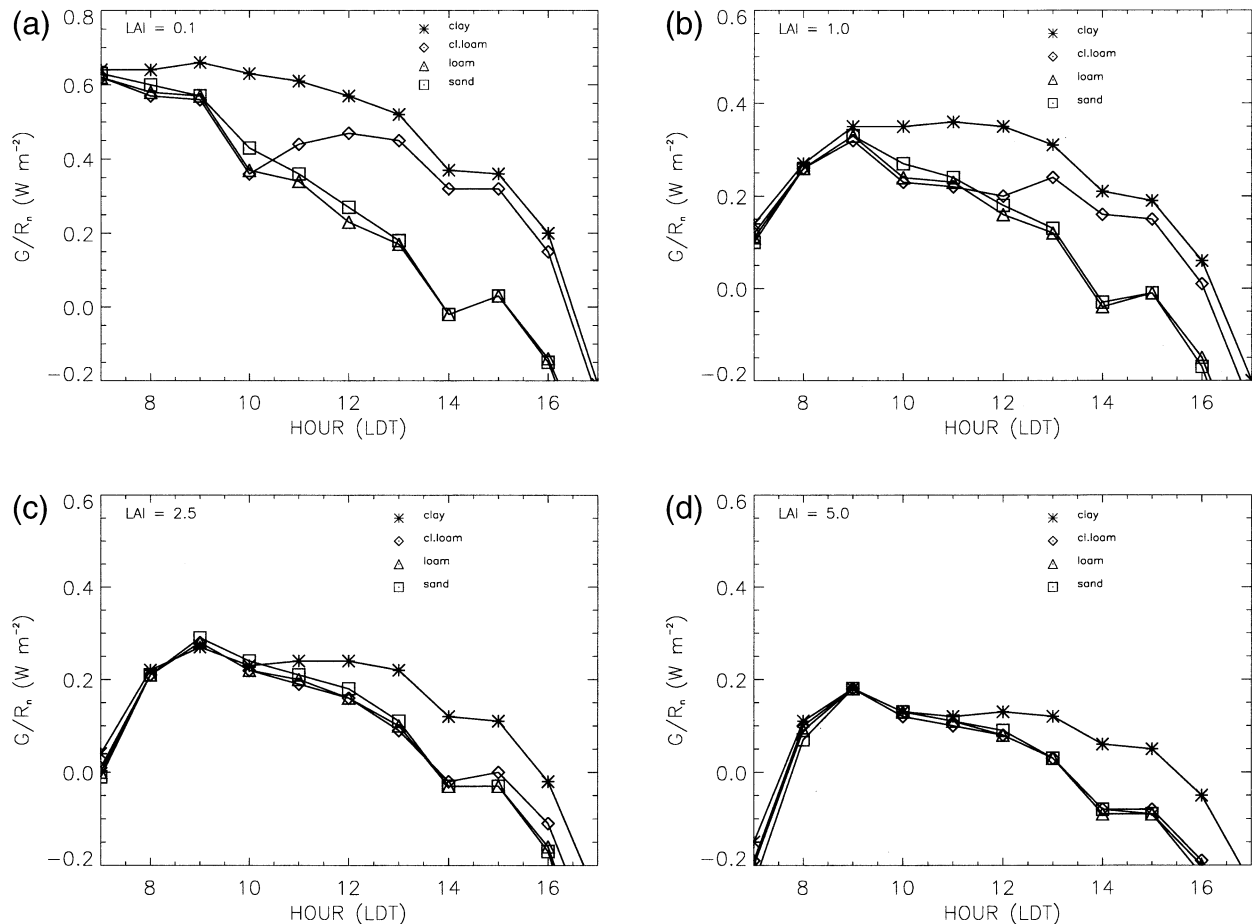 (a)
LAI = 0.1
clay
cl.loam
loam
sand
0.8
0.6
0.4
0.2
0.0
−0.2
G/Rn (W m−2)
8 10 12 14 16
HOUR (LDT)
(b)
LAI = 1.0
clay
cl.loam
loam
sand
0.6
0.4
0.2
0.0
−0.2
G/Rn (W m−2)
8 10 12 14 16
HOUR (LDT)
(c)
LAI = 2.5
clay
cl.loam
loam
sand
0.6
0.4
0.2
0.0
−0.2
G/Rn (W m−2)
8 10 12 14 16
HOUR (LDT)
(d)
LAI = 5.0
clay
cl.loam
loam
sand
0.6
0.4
0.2
0.0
−0.2
G/Rn (W m−2)
8 10 12 14 16
HOUR (LDT)